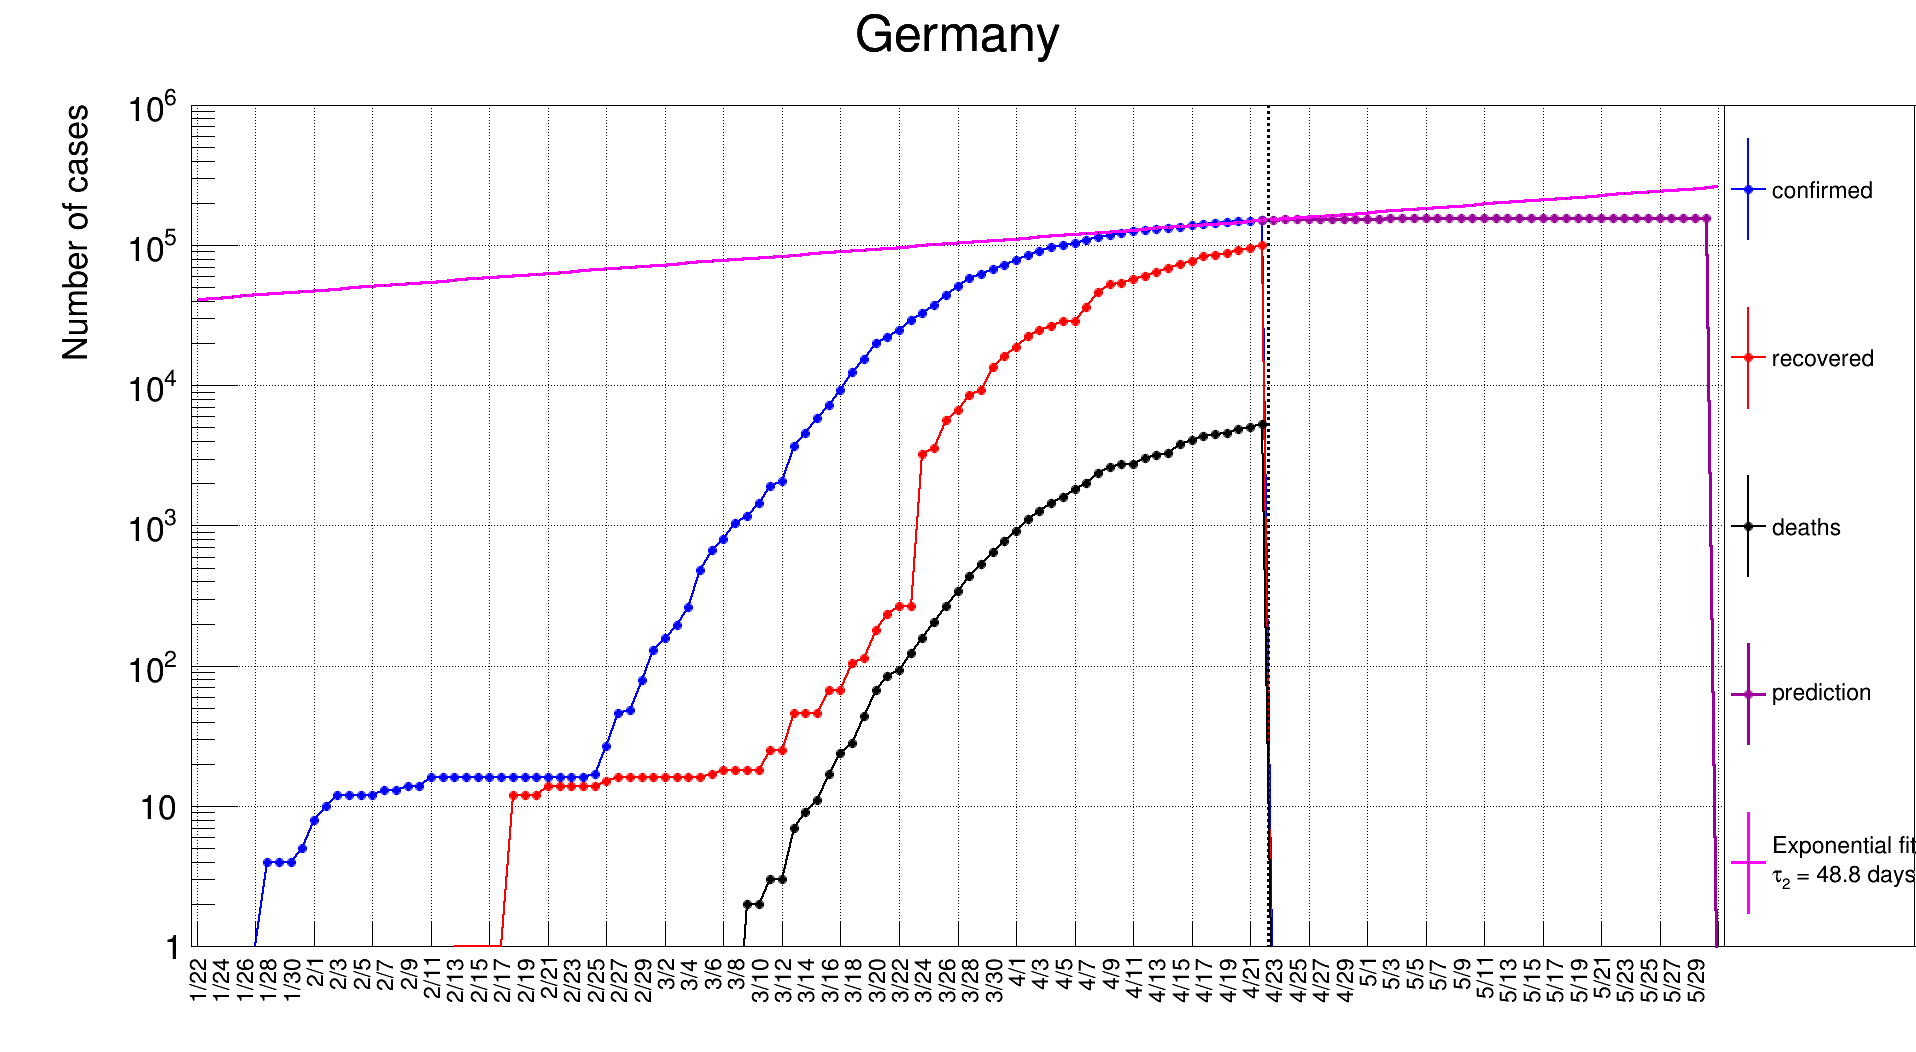 Germany
Number of cases
10^6
10^5
10^4
10^3
10^2
10
1
1/22 1/24 1/26 1/28 1/30 2/1 2/3 2/5 2/7 2/9 2/11 2/13 2/15 2/17 2/19 2/21 2/23 2/25 2/27 2/29 3/2 3/4 3/6 3/8 3/10 3/12 3/14 3/16 3/18 3/20 3/22 3/24 3/26 3/28 3/30 4/1 4/3 4/5 4/7 4/9 4/11 4/13 4/15 4/17 4/19 4/21 4/23 4/25 4/27 4/29 5/1 5/3 5/5 5/7 5/9 5/11 5/13 5/15 5/17 5/19 5/21 5/23 5/25 5/27 5/29
confirmed
recovered
deaths
prediction
Exponential fit
τ₂ = 48.8 days